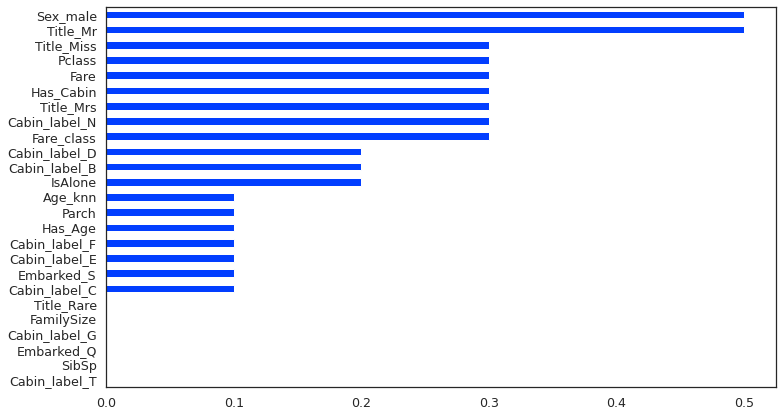 Sex_male
Title_Mr
Title_Miss
Pclass
Fare
Has_Cabin
Title_Mrs
Cabin_label_N
Fare_class
Cabin_label_D
Cabin_label_B
IsAlone
Age_knn
Parch
Has_Age
Cabin_label_F
Cabin_label_E
Embarked_S
Cabin_label_C
Title_Rare
FamilySize
Cabin_label_G
Embarked_Q
SibSp
Cabin_label_T
0.0 0.1 0.2 0.3 0.4 0.5